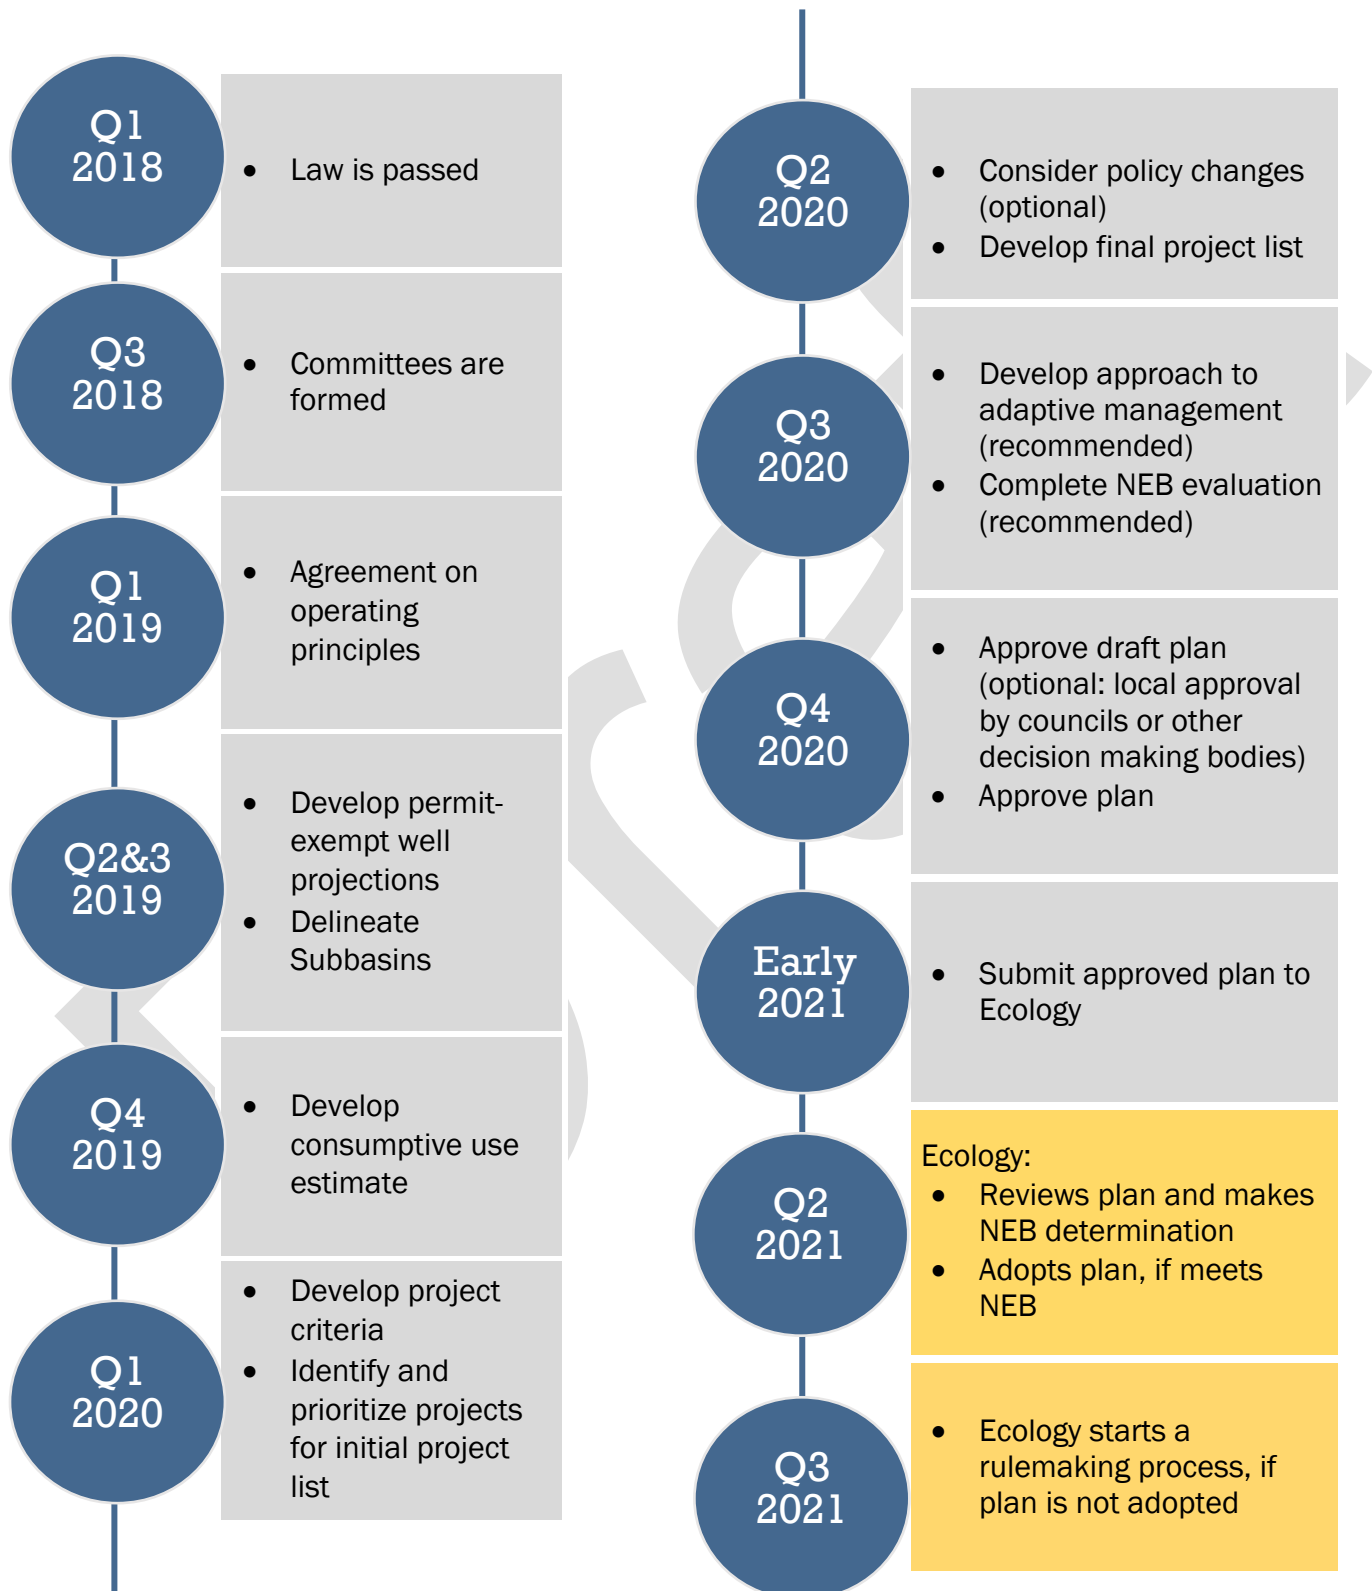 Q1
2018
• Law is passed
Q3
2018
• Committees are
formed
Q1
2019
• Agreement on
operating
principles
Q2&3
2019
• Develop permit-
exempt well
projections
• Delineate
Subbasins
Q4
2019
• Develop
consumptive use
estimate
Q1
2020
• Develop project
criteria
• Identify and
prioritize projects
for initial project
list
Q2
2020
• Consider policy changes
(optional)
• Develop final project list
Q3
2020
• Develop approach to
adaptive management
(recommended)
• Complete NEB evaluation
(recommended)
Q4
2020
• Approve draft plan
(optional: local approval
by councils or other
decision making bodies)
• Approve plan
Early
2021
• Submit approved plan to
Ecology
Q2
2021
Ecology:
• Reviews plan and makes
NEB determination
• Adopts plan, if meets
NEB
Q3
2021
• Ecology starts a
rulemaking process, if
plan is not adopted